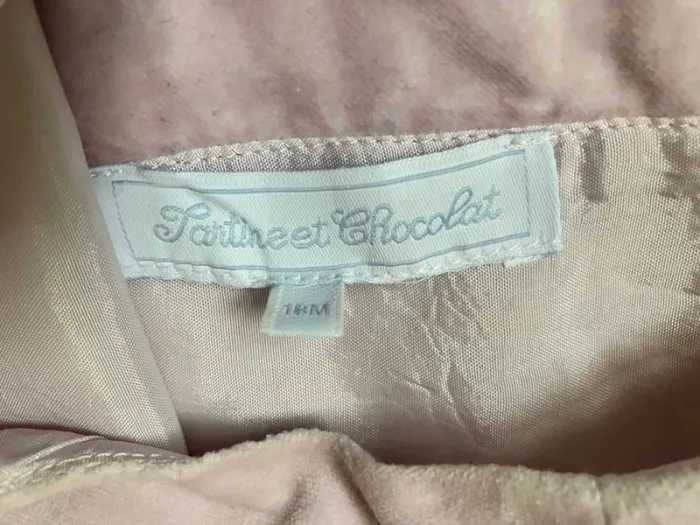 Tartine et Chocolat
18M